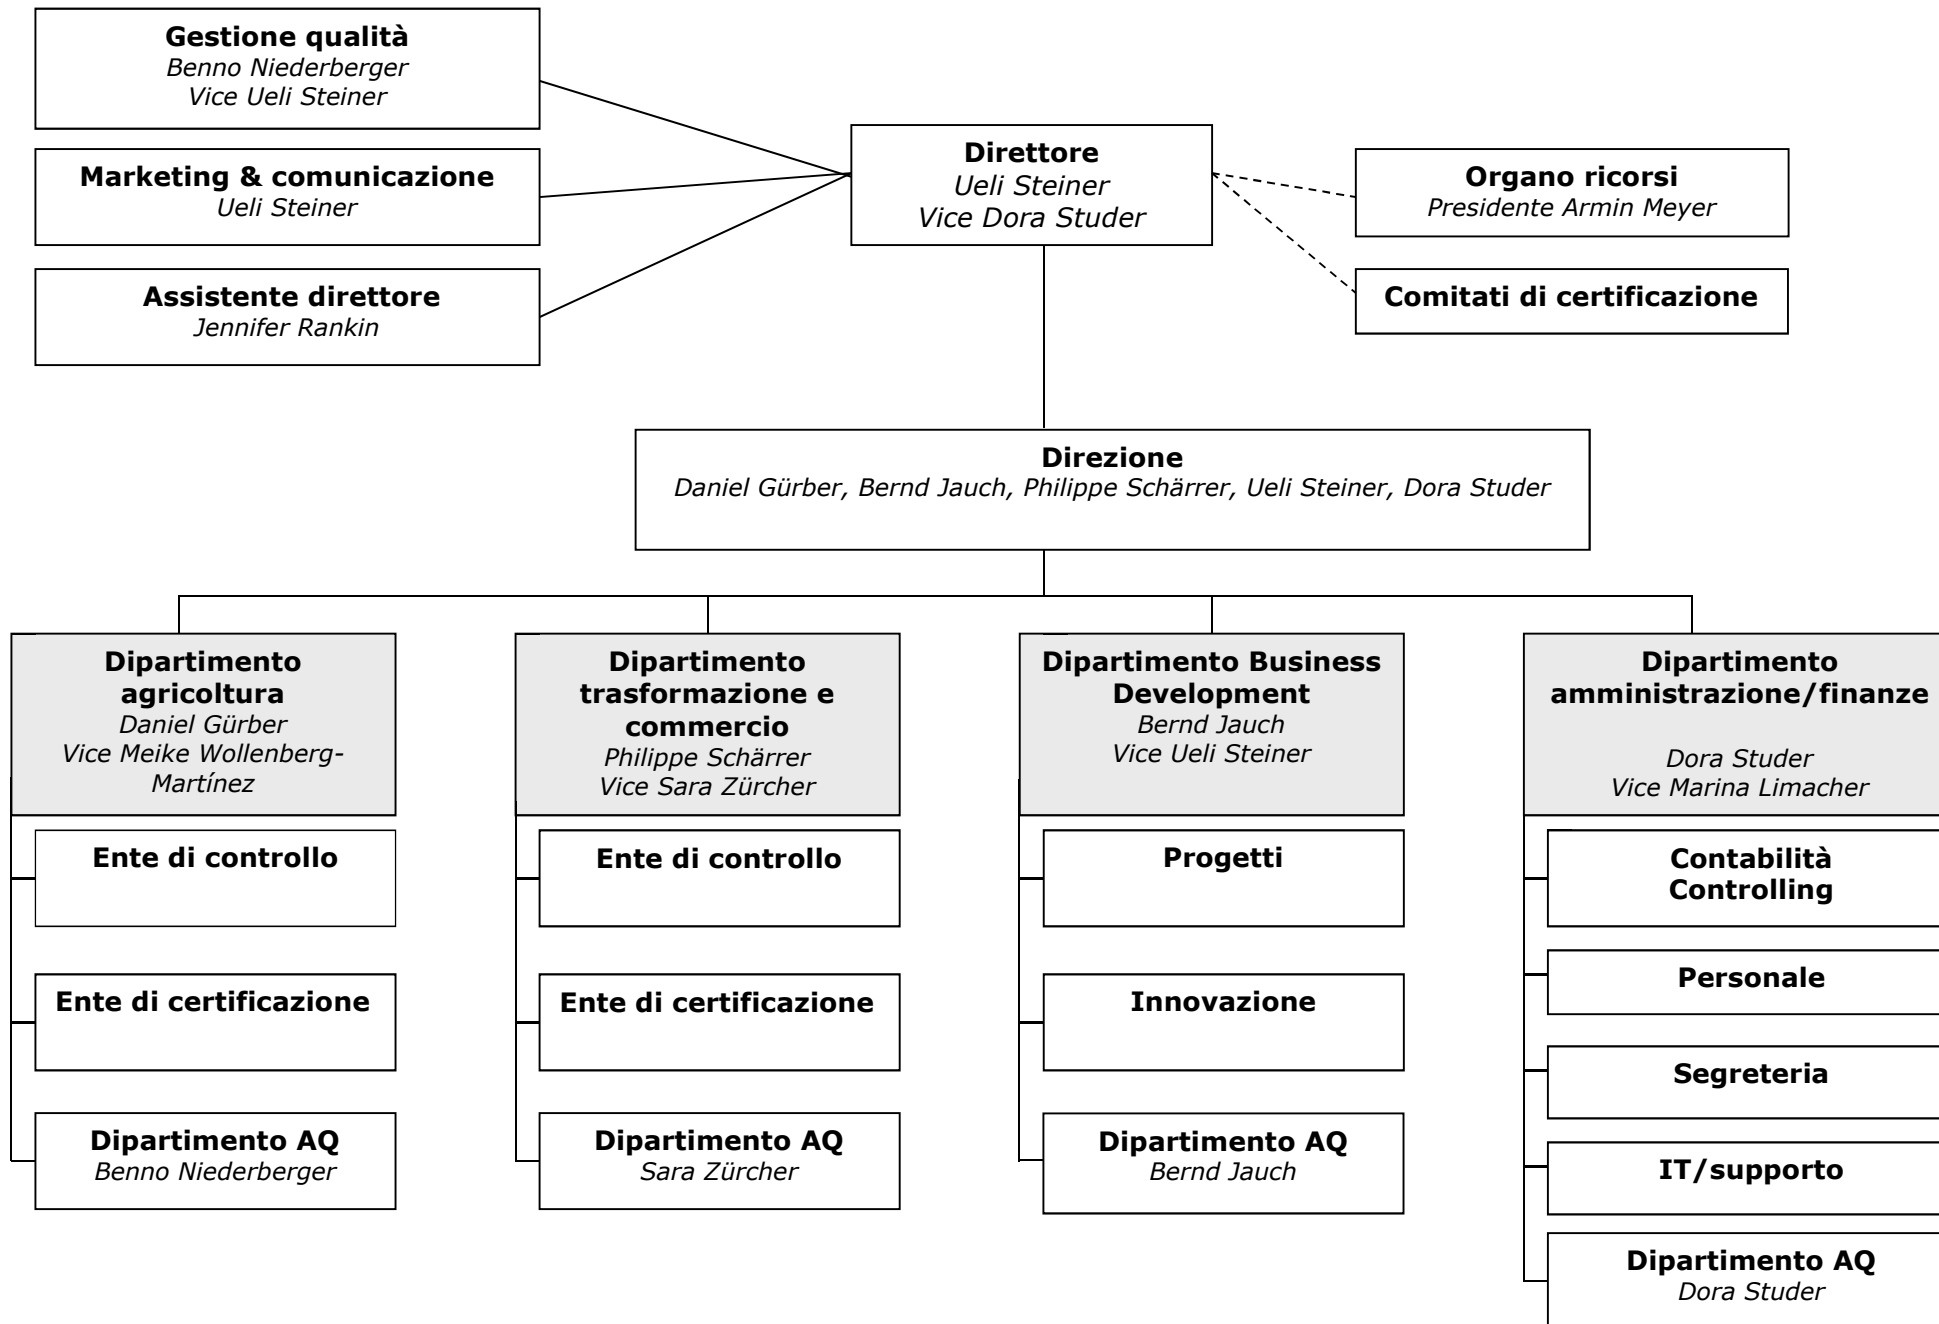 Gestione qualità
Benno Niederberger
Vice Ueli Steiner
Marketing & comunicazione
Ueli Steiner
Assistente direttore
Jennifer Rankin
Direttore
Ueli Steiner
Vice Dora Studer
Organo ricorsi
Presidente Armin Meyer
Comitati di certificazione
Direzione
Daniel Gürber, Bernd Jauch, Philippe Schärrer, Ueli Steiner, Dora Studer
Dipartimento
agricoltura
Daniel Gürber
Vice Meike Wollenberg-
Martínez
Ente di controllo
Ente di certificazione
Dipartimento AQ
Benno Niederberger
Dipartimento
trasformazione e
commercio
Philippe Schärrer
Vice Sara Zürcher
Ente di controllo
Ente di certificazione
Dipartimento AQ
Sara Zürcher
Dipartimento Business
Development
Bernd Jauch
Vice Ueli Steiner
Progetti
Innovazione
Dipartimento AQ
Bernd Jauch
Dipartimento
amministrazione/finanze
Dora Studer
Vice Marina Limacher
Contabilità
Controlling
Personale
Segreteria
IT/supporto
Dipartimento AQ
Dora Studer